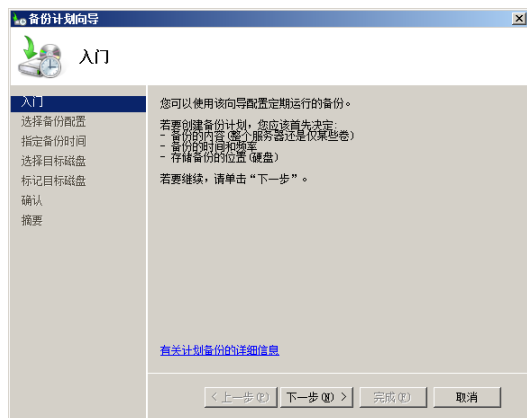 备份计划向导
入门
入门
选择备份配置
指定备份时间
选择目标磁盘
标记目标磁盘
确认
摘要
您可以使用该向导配置定期运行的备份。
若要创建备份计划，您应该首先决定:
- 备份的内容(整个服务器还是仅某些卷)
- 备份的时间和频率
- 存储备份的位置(硬盘)
若要继续，请单击“下一步”。
有关计划备份的详细信息
< 上一步(P) 下一步(N) > 完成(F) 取消